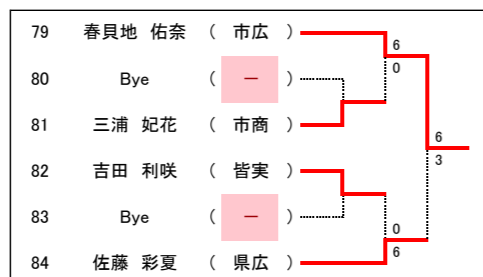 79 春貝地 佑奈 ( 市広 )
6
0
80 Bye ( － )
81 三浦 妃花 ( 市商 )
6
3
82 吉田 利咲 ( 皆実 )
83 Bye ( － )
0
6
84 佐藤 彩夏 ( 県広 )